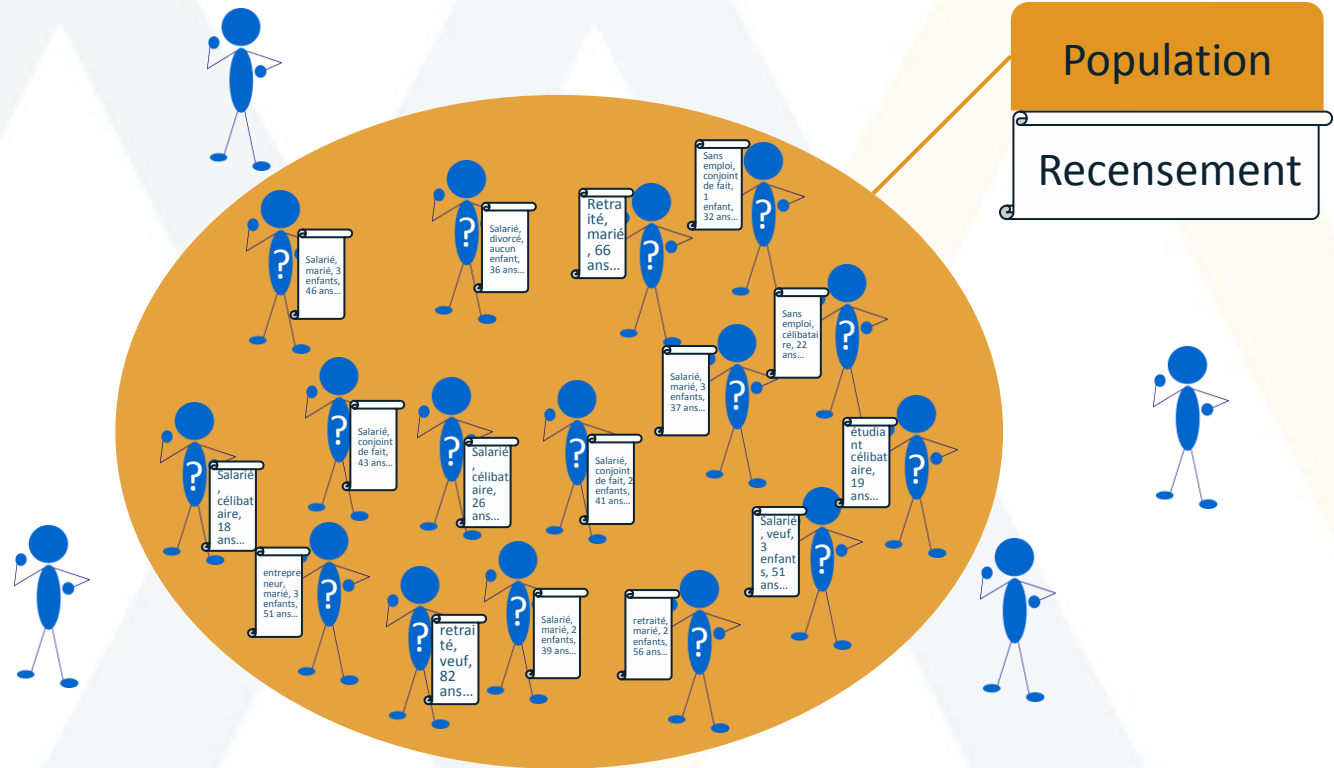 Population
Recensement
Sans
emploi,
conjoint
de fait,
1
enfant,
32 ans...
?
Retra
ité,
marié
, 66
ans...
?
Salarié,
divorcé,
aucun
enfant,
36 ans...
?
Salarié,
marié, 3
enfants,
46 ans...
?
Sans
emploi,
célibatai
re, 22
ans...
?
Salarié,
marié, 3
enfants,
37 ans...
?
Salarié,
conjoint
de fait,
43 ans...
?
Salarié
,
célibat
aire,
26
ans...
?
Salarié,
conjoint
de fait, 2
enfants,
41 ans...
?
étudia
nt
célibat
aire,
19
ans...
?
Salarié
,
célibat
aire,
18
ans...
?
Salarié
, veuf,
3
enfant
s, 51
ans...
?
entrepre
neur,
marié, 3
enfants,
51 ans...
?
retrai
té,
veuf,
82
ans...
?
Salarié,
marié, 2
enfants,
39 ans...
?
retraité,
marié, 2
enfants,
56 ans...
?